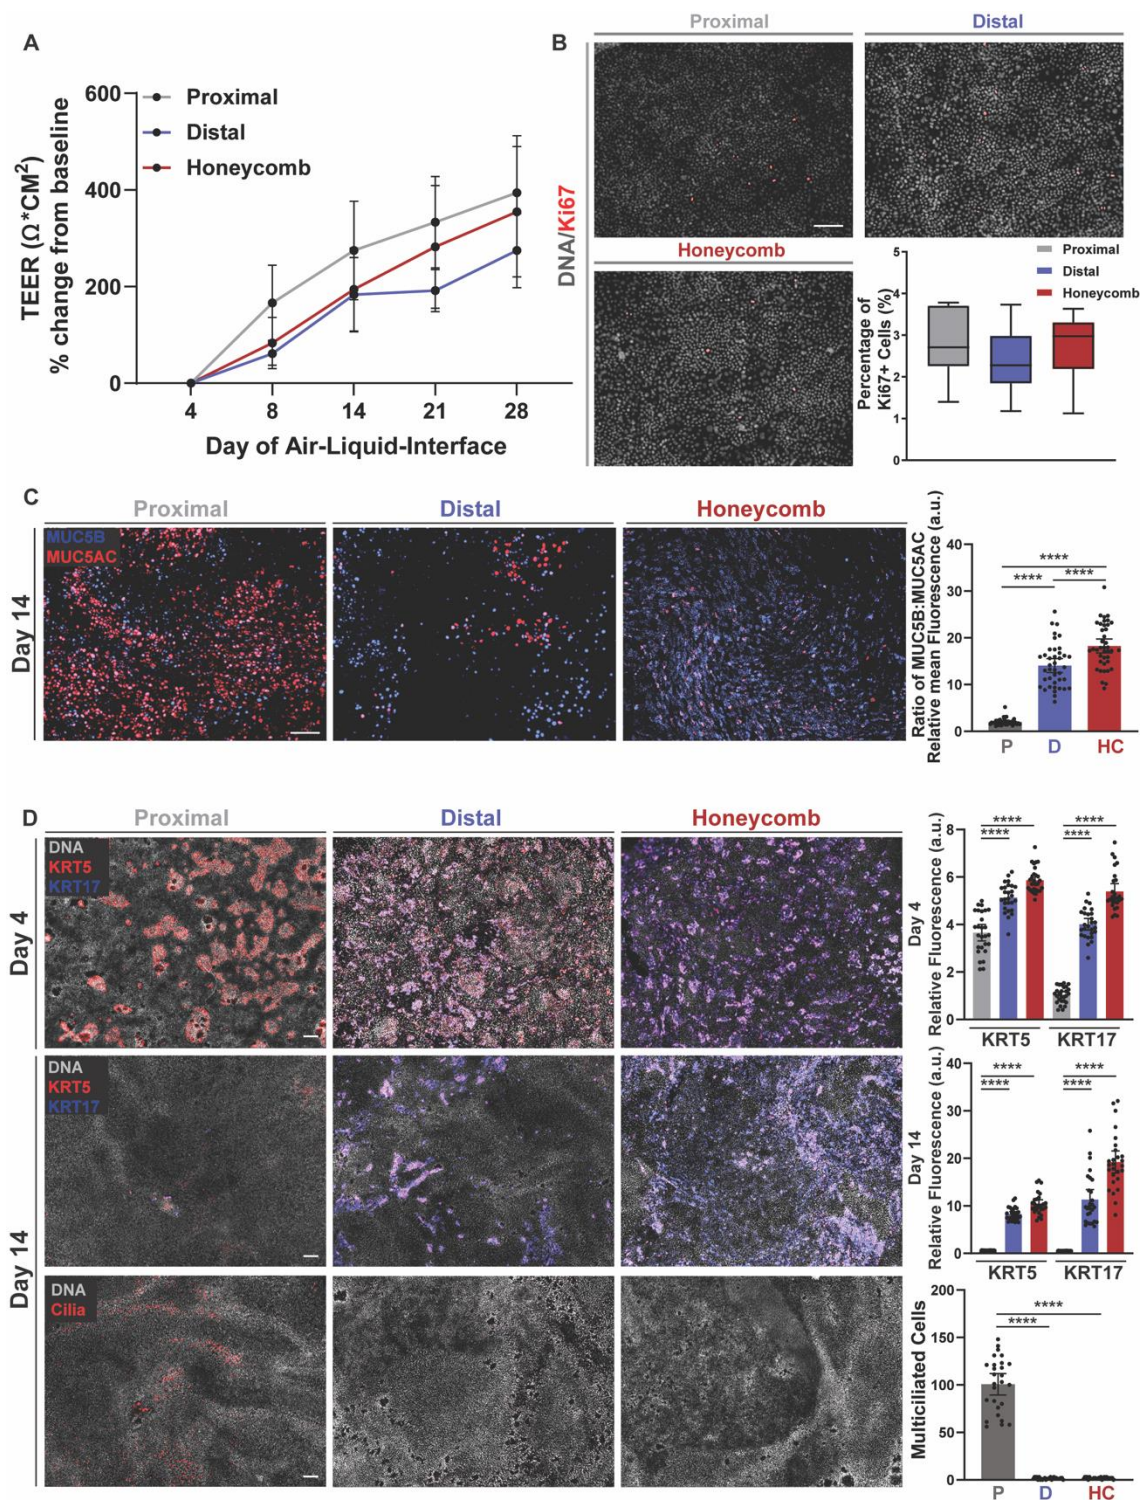 A
600
400
200
0
TEER (Ω*CM²)
% change from baseline
Proximal
Distal
Honeycomb
4 8 14 21 28
Day of Air-Liquid-Interface
B
Proximal Distal
DNA/Ki67
Honeycomb
Percentage of
Ki67+ Cells (%)
5
4
3
2
1
0
Proximal
Distal
Honeycomb
C
Proximal Distal Honeycomb
Day 14
MUC5B
MUC5AC
Ratio of MUC5B:MUC5AC
Relative mean Fluorescence (a.u.)
40
30
20
10
0
****
**** ****
P D HC
D
Proximal Distal Honeycomb
Day 4
DNA
KRT5
KRT17
Day 4
Relative Fluorescence (a.u.)
8
6
4
2
0
**** ****
**** ****
KRT5 KRT17
Day 14
DNA
KRT5
KRT17
Day 14
Relative Fluorescence (a.u.)
40
30
20
10
0
**** ****
**** ****
KRT5 KRT17
DNA
Cilia
Multiciliated Cells
200
150
100
50
0
****
****
P D HC